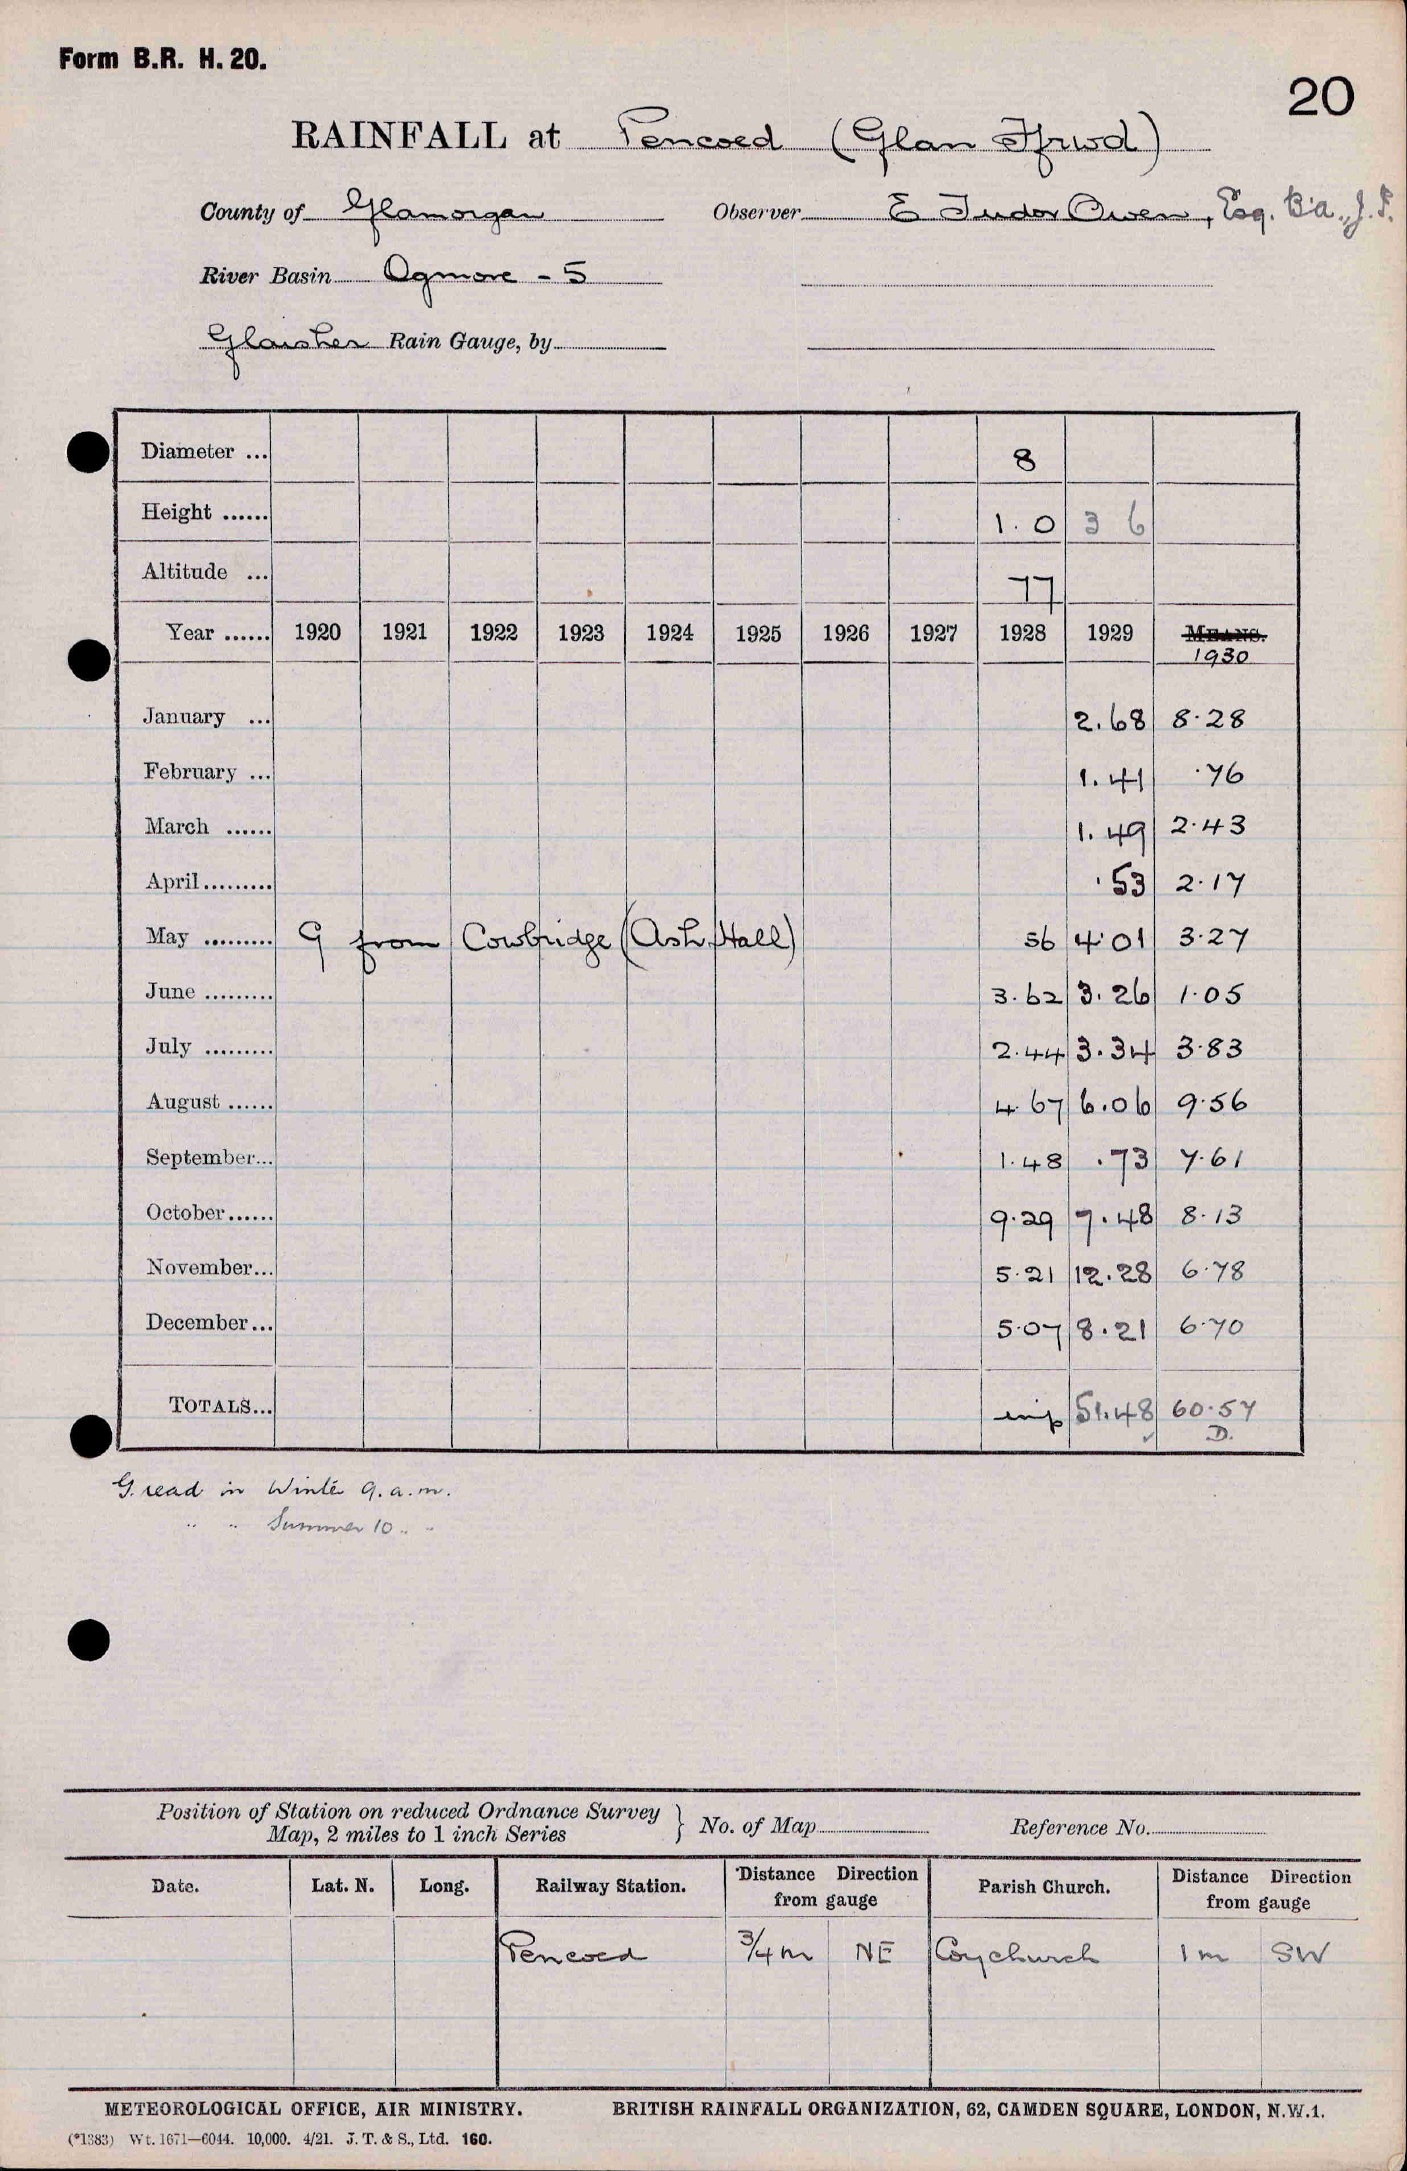 Form B.R. H. 20.
20
RAINFALL at Pencoed (Glan Ffrwd)
County of Glamorgan Observer E Tudor Owen, Esq. B.A., J.P.
River Basin Ogmore - 5
Glaisher Rain Gauge, by
Diameter ... 8
Height ...... 1. 0 3 6
Altitude ... 77
Year ...... 1920 1921 1922 1923 1924 1925 1926 1927 1928 1929 MEANS.
1930
January ... 2.68 8.28
February ... 1.41 .76
March ...... 1.49 2.43
April......... .53 2.17
May ......... G from Cowbridge (Ash Hall) 56 4.01 3.27
June ......... 3.62 3.26 1.05
July ......... 2.44 3.34 3.83
August ...... 4.67 6.06 9.56
September... 1.48 .73 7.61
October...... 9.29 7.48 8.13
November... 5.21 12.28 6.78
December... 5.07 8.21 6.70
TOTALS... imp 51.48 60.57
D.
G. read in Winter 9. a.m.
" " Summer 10 " "
Position of Station on reduced Ordnance Survey
Map, 2 miles to 1 inch Series } No. of Map Reference No.
Date. Lat. N. Long. Railway Station. Distance Direction from gauge Parish Church. Distance Direction from gauge
Pencoed 3/4 m NE Coychurch 1 m SW
METEOROLOGICAL OFFICE, AIR MINISTRY. BRITISH RAINFALL ORGANIZATION, 62, CAMDEN SQUARE, LONDON, N.W.1.
(*1383) Wt. 1671—6044. 10,000. 4/21. J. T. & S., Ltd. 160.